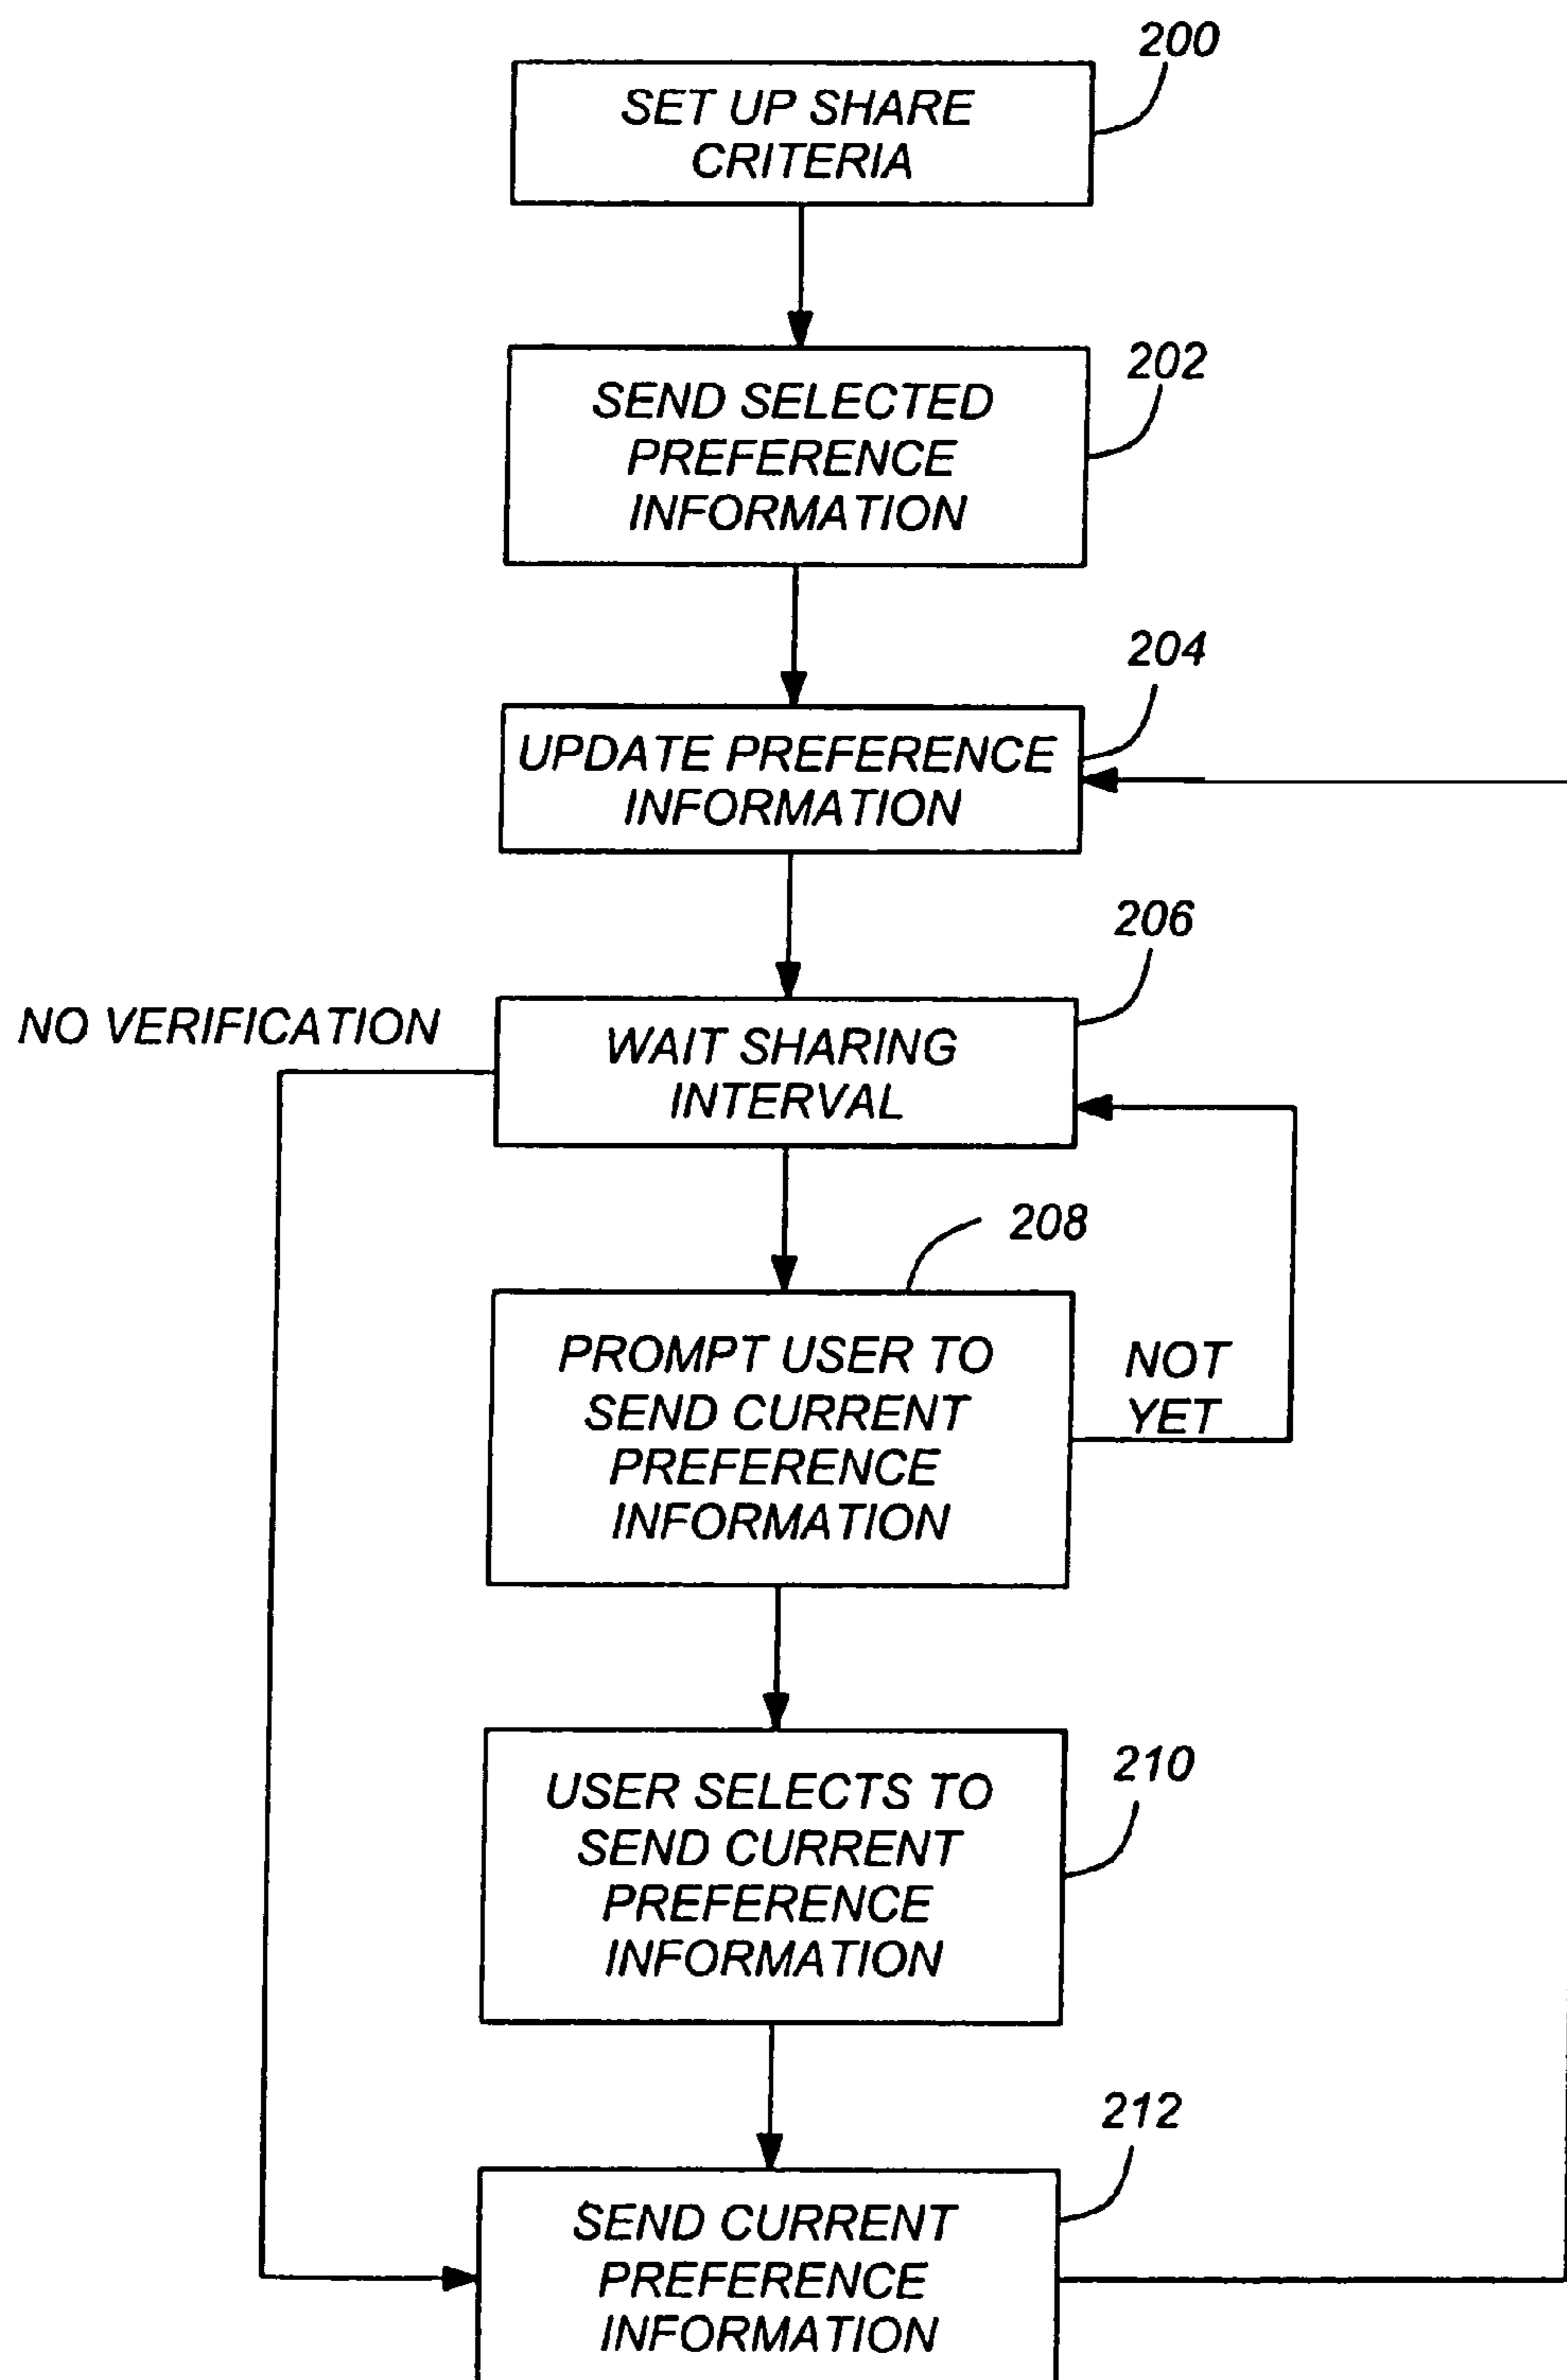 200
SET UP SHARE
CRITERIA
202
SEND SELECTED
PREFERENCE
INFORMATION
204
UPDATE PREFERENCE
INFORMATION
206
NO VERIFICATION
WAIT SHARING
INTERVAL
208
PROMPT USER TO
SEND CURRENT
PREFERENCE
INFORMATION
NOT
YET
210
USER SELECTS TO
SEND CURRENT
PREFERENCE
INFORMATION
212
SEND CURRENT
PREFERENCE
INFORMATION